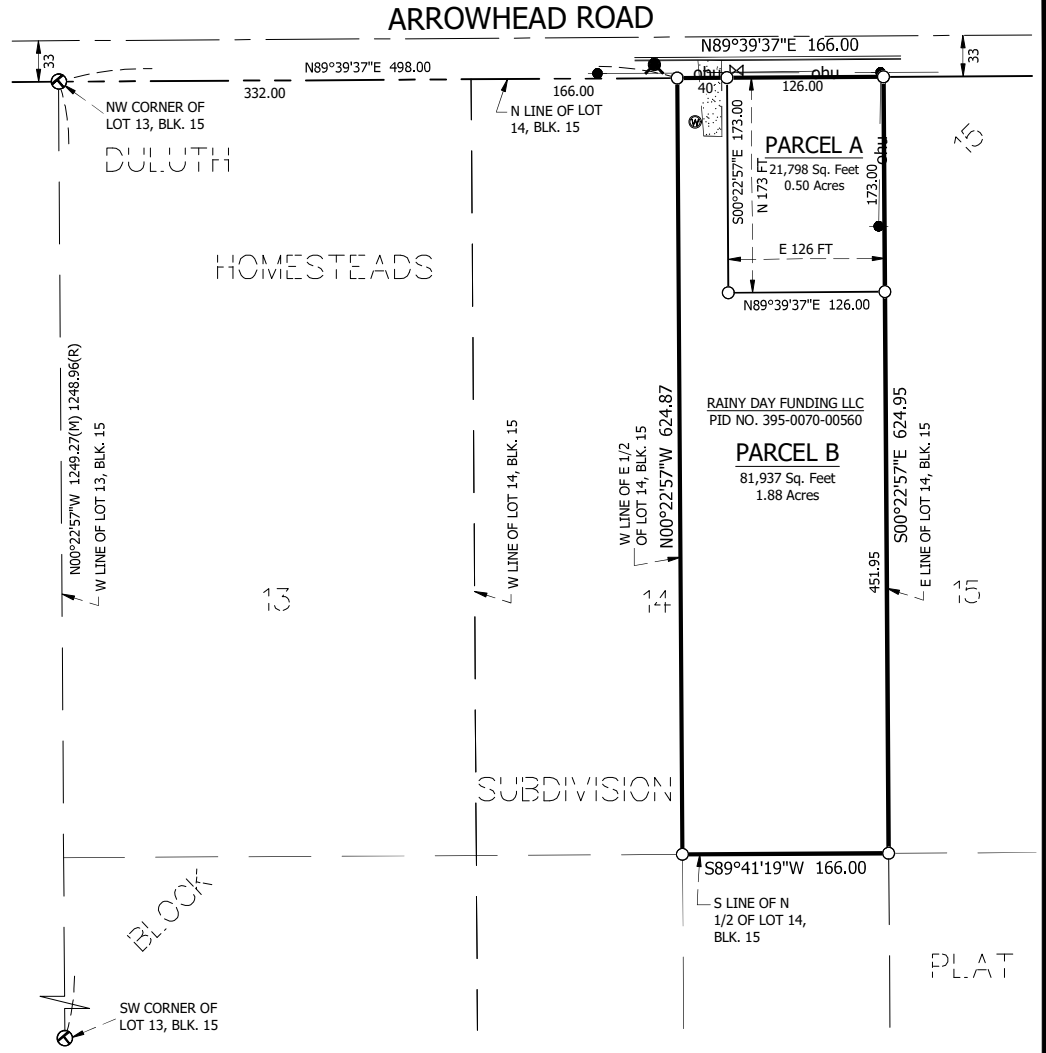 ARROWHEAD ROAD
33
N89°39'37"E 498.00
332.00
166.00
N89°39'37"E 166.00
33
ohu
ohu
40.
126.00
NW CORNER OF
LOT 13, BLK. 15
N LINE OF LOT
14, BLK. 15
W
S00°22'57"E 173.00
N 173 FT
PARCEL A
21,798 Sq. Feet
0.50 Acres
173.00
ohu
15
DULUTH
E 126 FT
HOMESTEADS
N89°39'37"E 126.00
N00°22'57"W 1249.27(M) 1248.96(R)
W LINE OF LOT 13, BLK. 15
W LINE OF LOT 14, BLK. 15
W LINE OF E 1/2
OF LOT 14, BLK. 15
N00°22'57"W 624.87
RAINY DAY FUNDING LLC
PID NO. 395-0070-00560
PARCEL B
81,937 Sq. Feet
1.88 Acres
S00°22'57"E 624.95
E LINE OF LOT 14, BLK. 15
451.95
13
14
15
SUBDIVISION
S89°41'19"W 166.00
S LINE OF N
1/2 OF LOT 14,
BLK. 15
BLOCK
PLAT
SW CORNER OF
LOT 13, BLK. 15